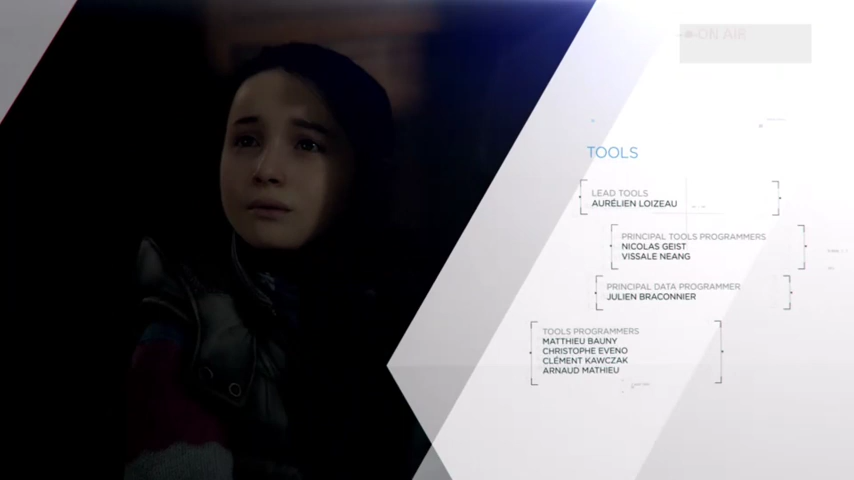 ON AIR
TOOLS
LEAD TOOLS
AURÉLIEN LOIZEAU
PRINCIPAL TOOLS PROGRAMMERS
NICOLAS GEIST
VISSALE NEANG
PRINCIPAL DATA PROGRAMMER
JULIEN BRACONNIER
TOOLS PROGRAMMERS
MATTHIEU BAUNY
CHRISTOPHE EVENO
CLÉMENT KAWCZAK
ARNAUD MATHIEU